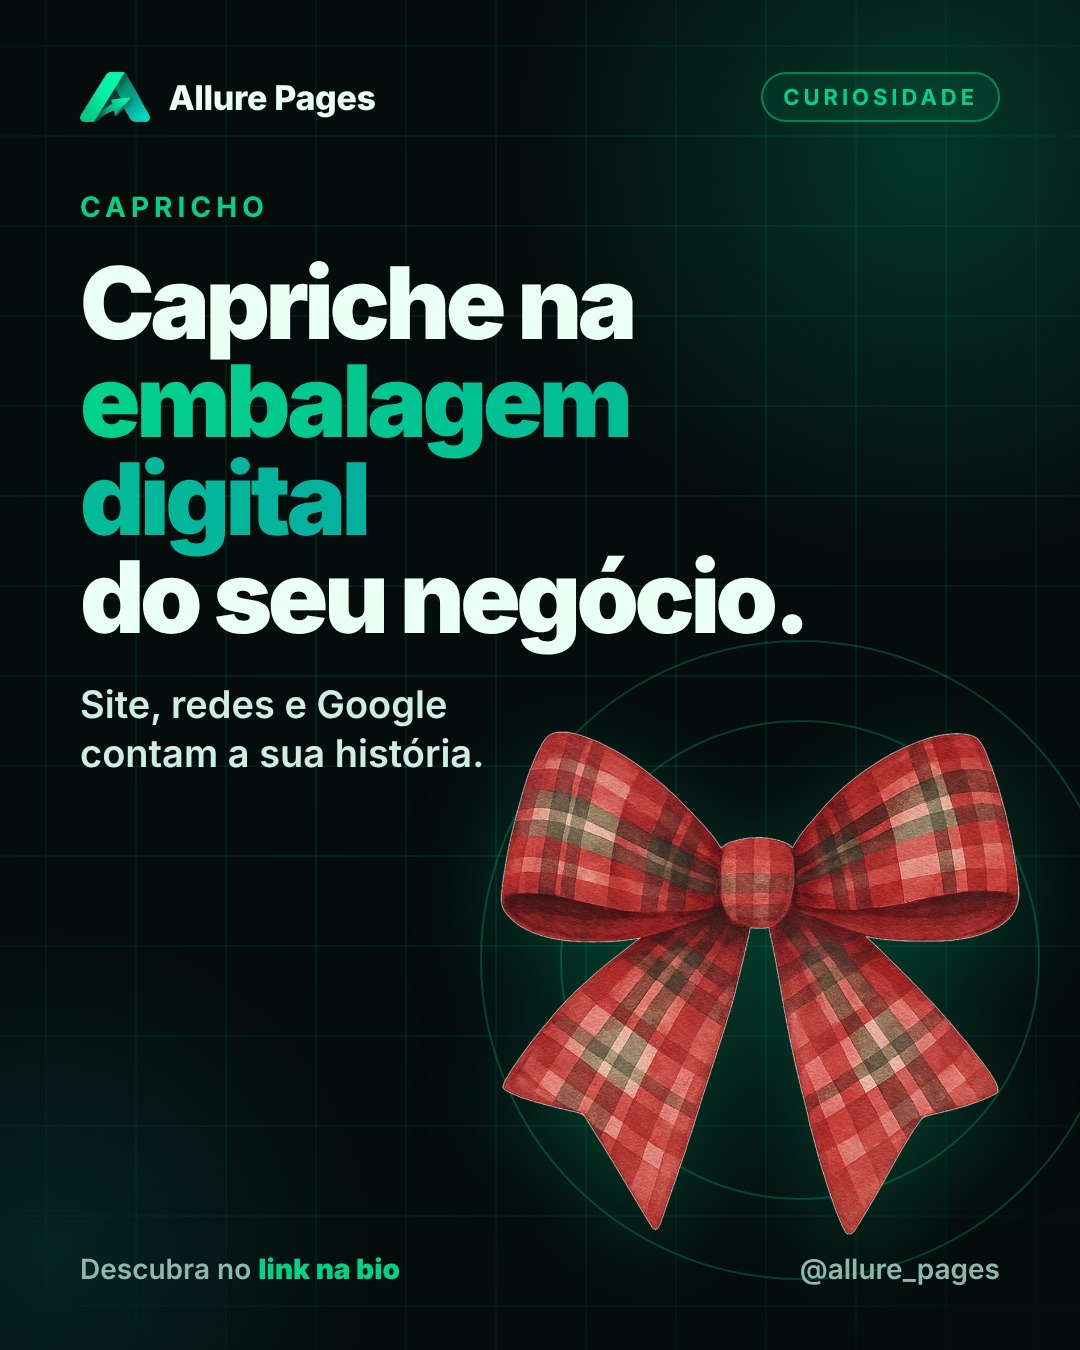 Allure Pages
CURIOSIDADE
CAPRICHO
Capriche na
embalagem
digital
do seu negócio.
Site, redes e Google
contam a sua história.
Descubra no link na bio
@allure_pages